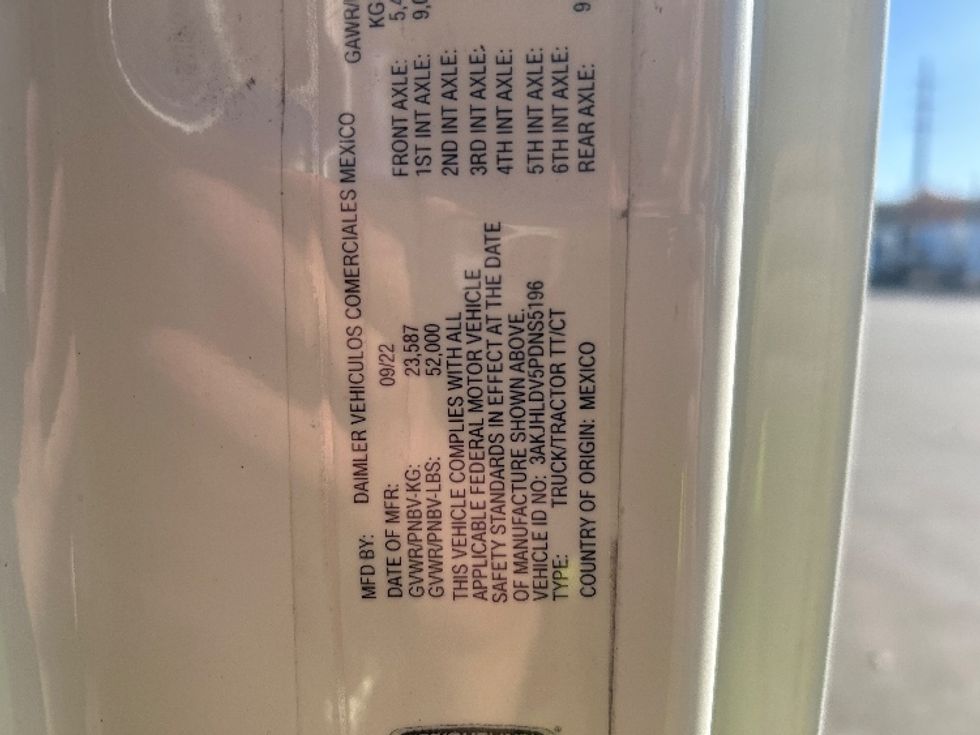 MFD BY: DAIMLER VEHICULOS COMERCIALES MEXICO
DATE OF MFR: 09/22
GVWR/PNBV-KG: 23,587
GVWR/PNBV-LBS: 52,000
THIS VEHICLE COMPLIES WITH ALL
APPLICABLE FEDERAL MOTOR VEHICLE
SAFETY STANDARDS IN EFFECT AT THE DATE
OF MANUFACTURE SHOWN ABOVE.
VEHICLE ID NO: 3AKJHLDV5PDNS5196
TYPE: TRUCK/TRACTOR TT/CT
COUNTRY OF ORIGIN: MEXICO
KG
FRONT AXLE:
1ST INT AXLE:
2ND INT AXLE:
3RD INT AXLE:
4TH INT AXLE:
5TH INT AXLE:
6TH INT AXLE:
REAR AXLE: